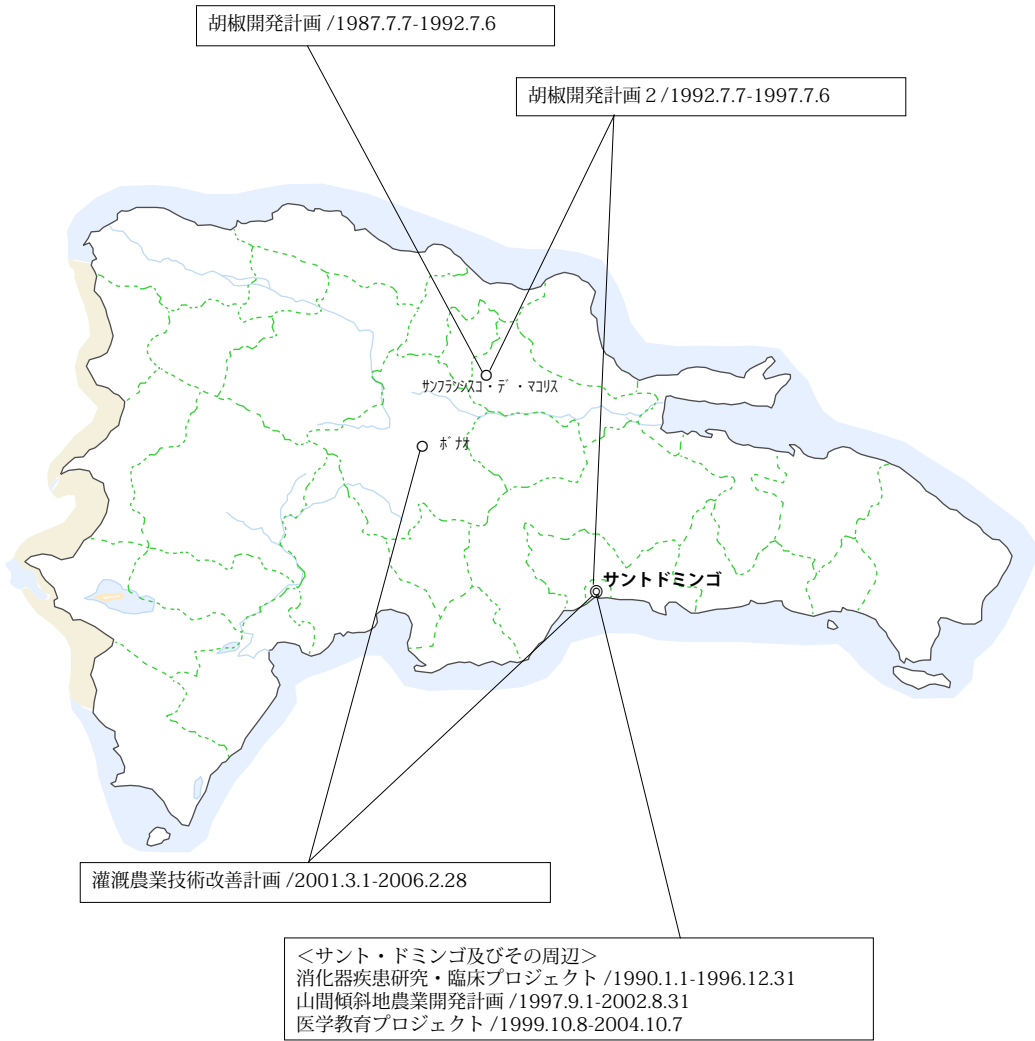 胡椒開発計画 /1987.7.7-1992.7.6
胡椒開発計画 2 /1992.7.7-1997.7.6
サンフランシスコ・デ・マコリス
ボナオ
サントドミンゴ
灌漑農業技術改善計画 /2001.3.1-2006.2.28
＜サント・ドミンゴ及びその周辺＞
消化器疾患研究・臨床プロジェクト /1990.1.1-1996.12.31
山間傾斜地農業開発計画 /1997.9.1-2002.8.31
医学教育プロジェクト /1999.10.8-2004.10.7